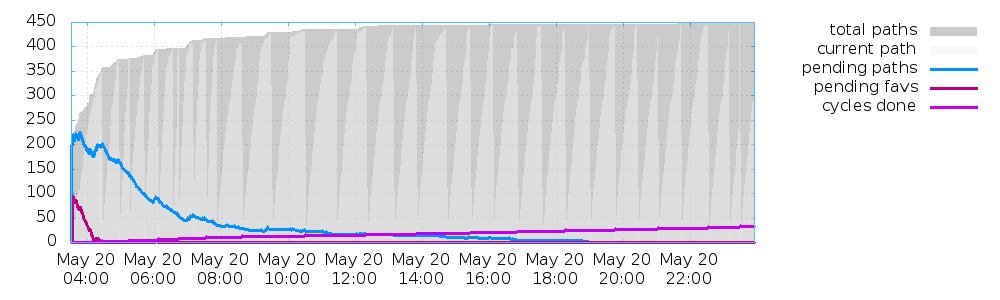 450
400
350
300
250
200
150
100
50
0
May 20 May 20 May 20 May 20 May 20 May 20 May 20 May 20 May 20 May 20
04:00 06:00 08:00 10:00 12:00 14:00 16:00 18:00 20:00 22:00
total paths
current path
pending paths
pending favs
cycles done